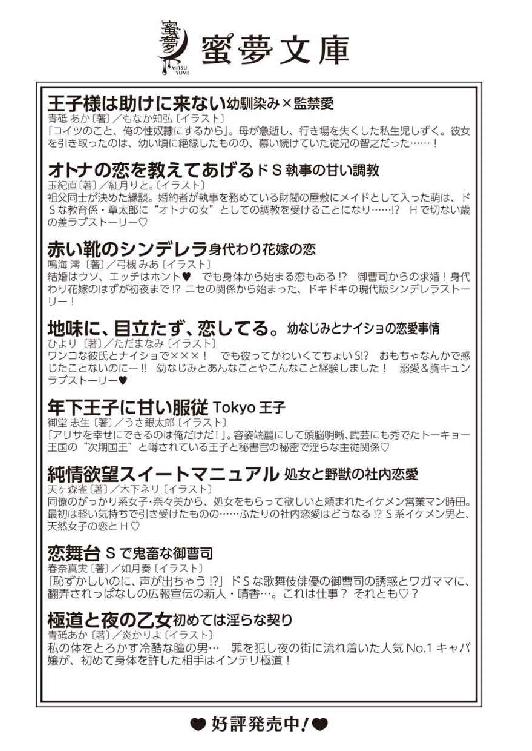 蜜夢
MITSU
YUME
蜜夢文庫
王子様は助けに来ない 幼馴染み×監禁愛
青砥 あか〔著〕／もなか知弘〔イラスト〕
「コイツのこと、俺の性奴隷にするから」。母が急逝し、行き場を失くした私生児しずく。彼女
を引き取ったのは、幼い頃に絶縁したものの、慕い続けていた従兄の智之だった……！
オトナの恋を教えてあげる ドS執事の甘い調教
玉紀直〔著〕／紅月りと。〔イラスト〕
祖父同士が決めた縁談。婚約者が執事を務めている財閥の屋敷にメイドとして入った萌は、ド
Sな教育係・章太郎に“オトナの女”としての調教を受けることになり……!? Hで切ない歳
の差ラブストーリー♡
赤い靴のシンデレラ 身代わり花嫁の恋
鳴海 澪〔著〕／弓槻みあ〔イラスト〕
結婚はウソ、エッチはホント♥ でも身体から始まる恋もある!? 御曹司からの求婚！身代
わり花嫁のはずが初夜まで!? ニセの関係から始まった、ドキドキの現代版シンデレラストー
リー！
地味に、目立たず、恋してる。 幼なじみとナイショの恋愛事情
ひより〔著〕／ただまなみ〔イラスト〕
ワンコな彼氏とナイショで×××！ でも彼ってかわいくてちょいS!? おもちゃなんかで感
じたことないのにー!! 幼なじみとあんなことやこんなこと経験しました！ 溺愛＆胸キュン
ラブストーリー♥
年下王子に甘い服従 Tokyo 王子
御堂 志生〔著〕／うさ銀太郎〔イラスト〕
「アリサを幸せにできるのは俺だけだ！」。容姿端麗にして頭脳明晰、武芸にも秀でたトーキョー
王国の“次期国王”と噂されている王子と秘書官の秘密で淫らな主従関係♡
純情欲望スイートマニュアル 処女と野獣の社内恋愛
天ヶ森雀〔著〕／木下ネリ〔イラスト〕
同僚のがっかり系女子・奈々美から、処女をもらって欲しいと頼まれたイケメン営業マン時田。
最初は軽い気持ちで引き受けたものの……ふたりの社内恋愛はどうなる!? S系イケメン男と、
天然女子の恋とH♡
恋舞台 Sで鬼畜な御曹司
春奈真実〔著〕／如月奏〔イラスト〕
「恥ずかしいのに、声が出ちゃう!?」ドSな歌舞伎俳優の御曹司の誘惑とワガママに、
翻弄されっぱなしの広報宣伝の新人・晴香…。これは仕事？ それとも♡？
極道と夜の乙女 初めては淫らな契り
青砥あか〔著〕／炎かりよ〔イラスト〕
私の体をとろかす冷酷な瞳の男… 罪を犯し夜の街に流れ着いた人気No.1キャバ
嬢が、初めて身体を許した相手はインテリ極道！
♥好評発売中！♥